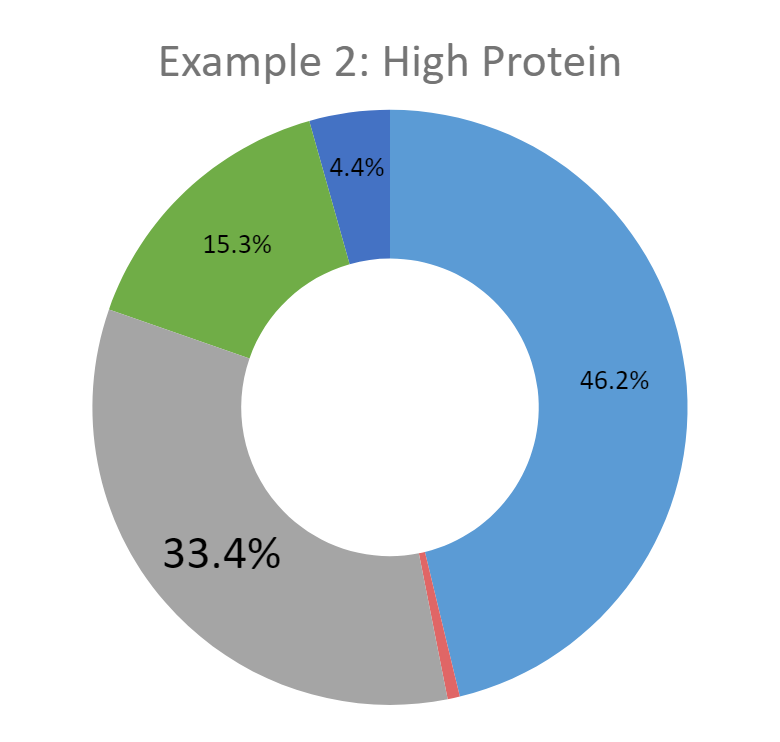 Example 2: High Protein
4.4%
15.3%
46.2%
33.4%